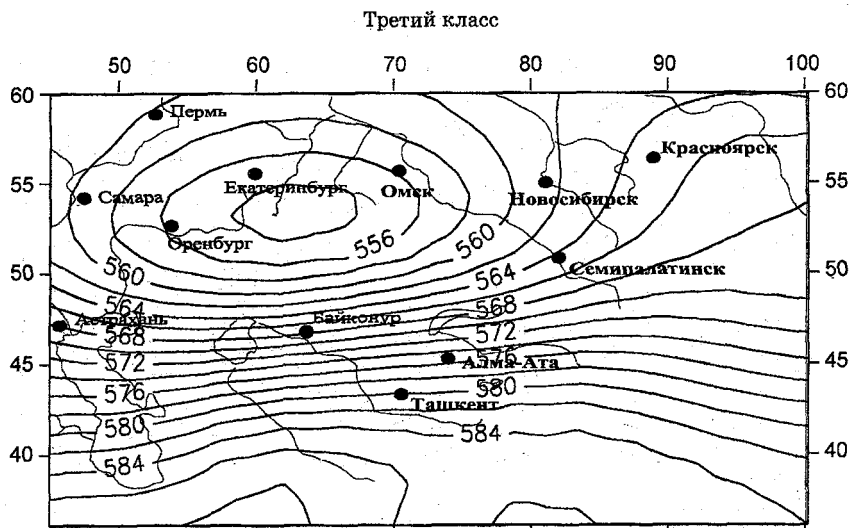 Третий класс
50 60 70 80 90 100
60 60
Пермь
Красноярск
55 55
Самара
Екатеринбург
Омск
Новосибирск
Оренбург
556
560
560
564
Семипалатинск
50 50
564
568
Астрахань
Байконур
568
572
572
576
Алма-Ата
45 45
576
580
Ташкент
580
584
584
40 40